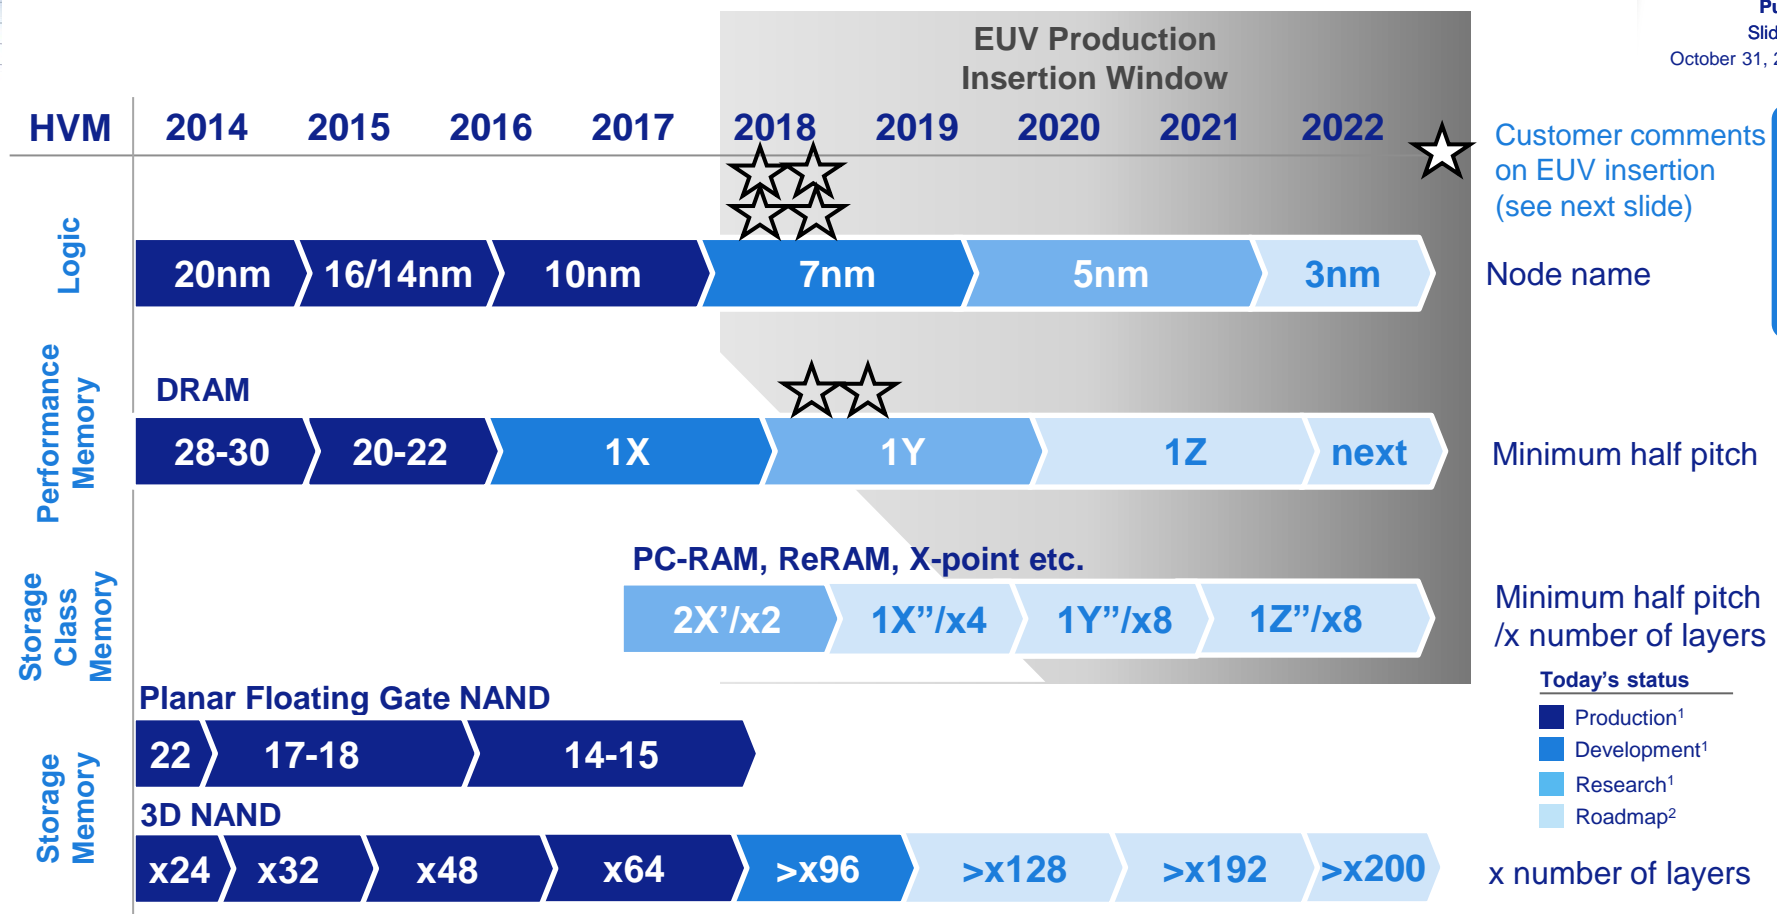 Slid
October 31, 2
EUV Production
Insertion Window
HVM 2014 2015 2016 2017 2018 2019 2020 2021 2022
Customer comments
on EUV insertion
(see next slide)
Logic
20nm 16/14nm 10nm 7nm 5nm 3nm
Node name
Performance
Memory
DRAM
28-30 20-22 1X 1Y 1Z next
Minimum half pitch
Storage
Class
Memory
PC-RAM, ReRAM, X-point etc.
2X’/x2 1X”/x4 1Y”/x8 1Z”/x8
Minimum half pitch
/x number of layers
Today’s status
Production¹
Development¹
Research¹
Roadmap²
Storage
Memory
Planar Floating Gate NAND
22 17-18 14-15
3D NAND
x24 x32 x48 x64 >x96 >x128 >x192 >x200
x number of layers